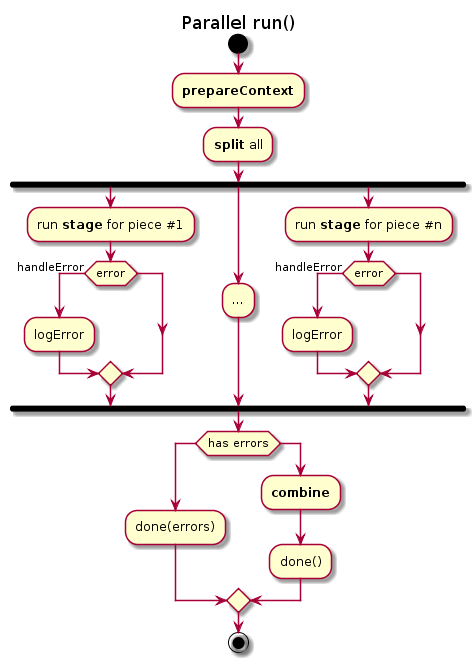 Parallel run()
prepareContext
split all
run stage for piece #1
handleError
error
logError
...
run stage for piece #n
handleError
error
logError
has errors
done(errors)
combine
done()